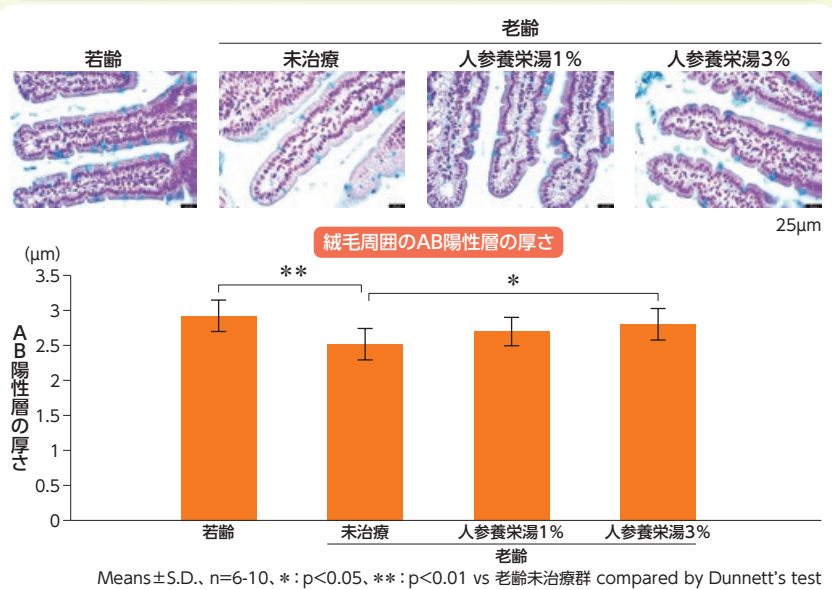 老齢
若齢 未治療 人参養栄湯1% 人参養栄湯3%
25μm
絨毛周囲のAB陽性層の厚さ
(μm)
3.5
3
2.5
2
1.5
1
0.5
0
AB陽性層の厚さ
** *
若齢 未治療 人参養栄湯1% 人参養栄湯3%
老齢
Means±S.D.、n=6-10、*：p<0.05、**：p<0.01 vs 老齢未治療群 compared by Dunnett's test